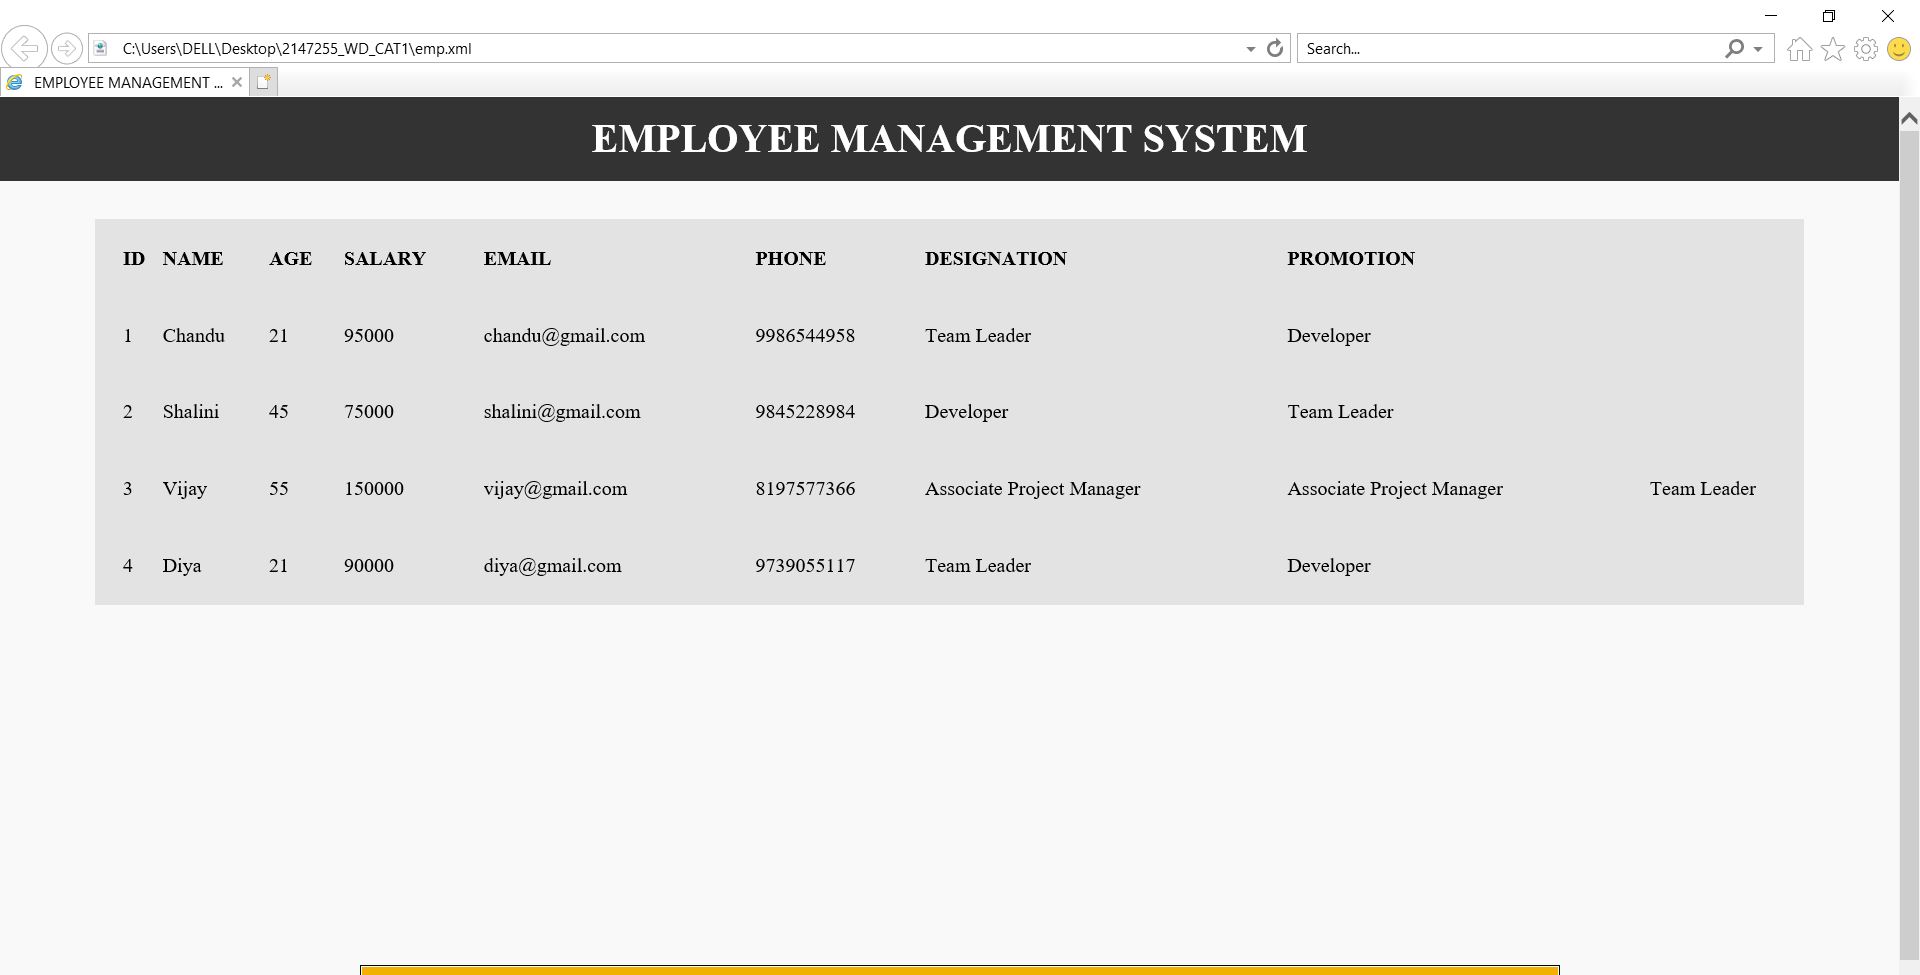 C:\Users\DELL\Desktop\2147255_WD_CAT1\emp.xml Search...
EMPLOYEE MANAGEMENT ...
EMPLOYEE MANAGEMENT SYSTEM
ID NAME AGE SALARY EMAIL PHONE DESIGNATION PROMOTION
1 Chandu 21 95000 chandu@gmail.com 9986544958 Team Leader Developer
2 Shalini 45 75000 shalini@gmail.com 9845228984 Developer Team Leader
3 Vijay 55 150000 vijay@gmail.com 8197577366 Associate Project Manager Associate Project Manager Team Leader
4 Diya 21 90000 diya@gmail.com 9739055117 Team Leader Developer